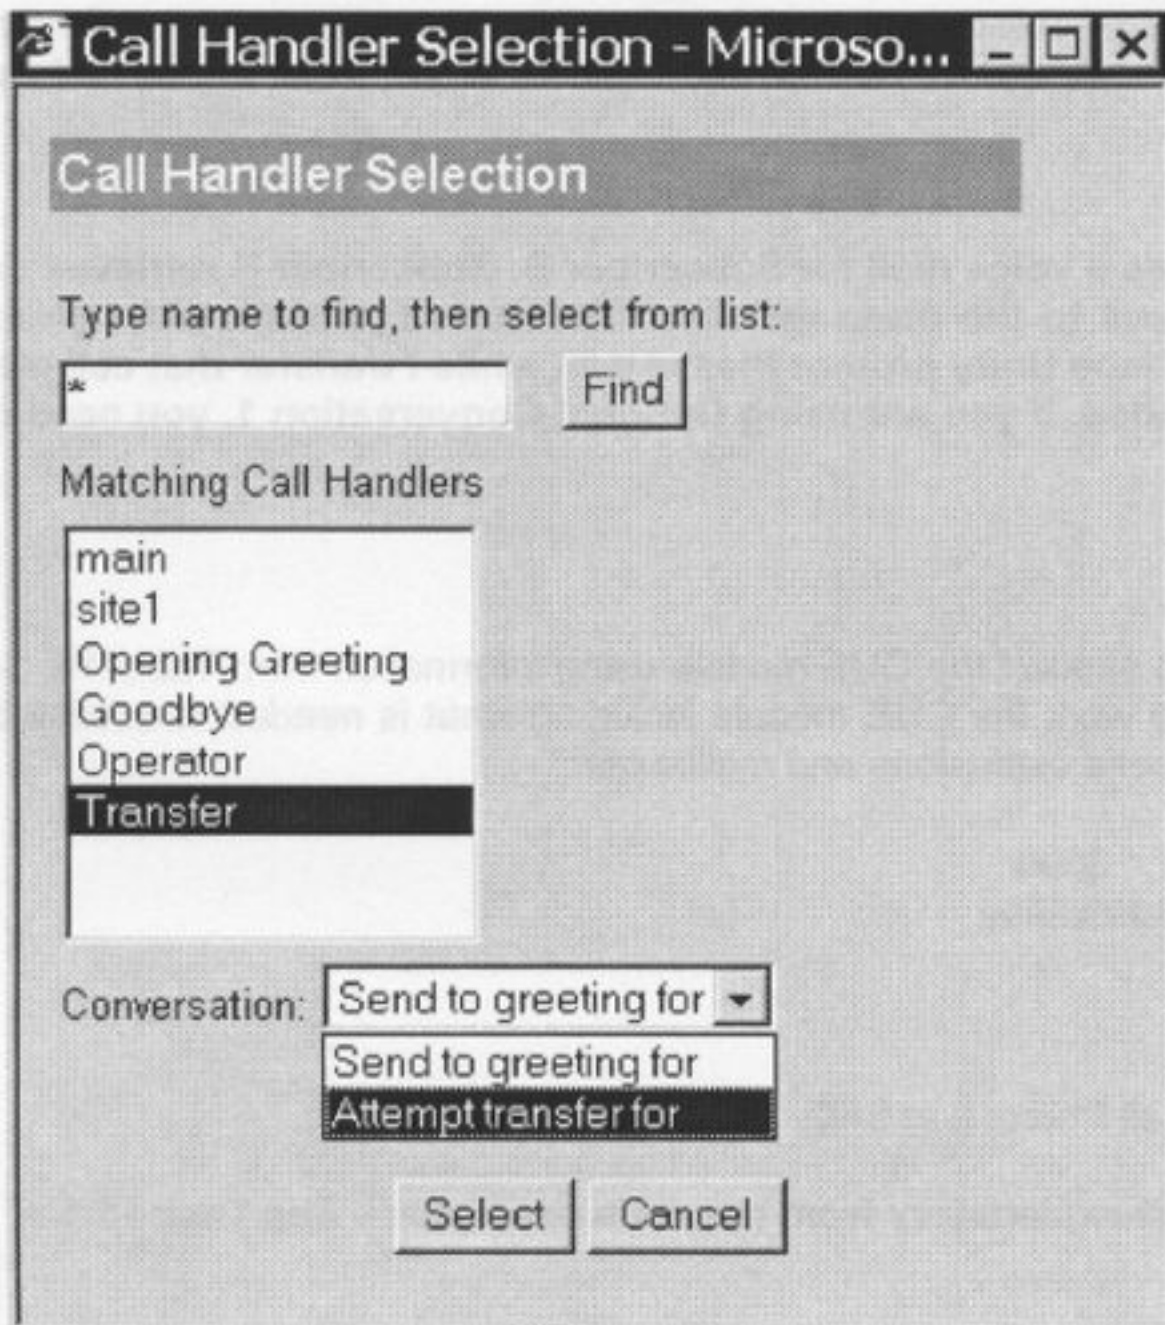 Call Handler Selection - Microso...
Call Handler Selection
Type name to find, then select from list:
* Find
Matching Call Handlers
main
site1
Opening Greeting
Goodbye
Operator
Transfer
Conversation: Send to greeting for
Send to greeting for
Attempt transfer for
Select Cancel